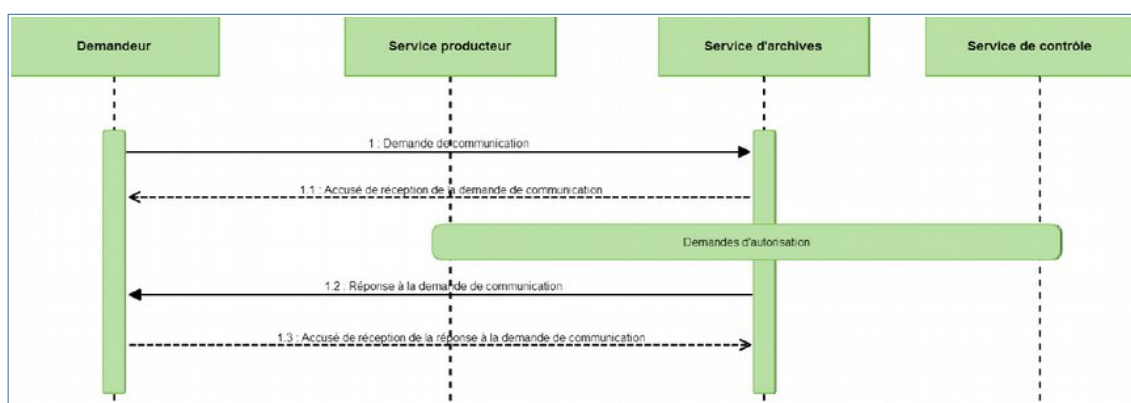 Demandeur
Service producteur
Service d'archives
Service de contrôle
1 : Demande de communication
1.1 : Accusé de réception de la demande de communication
Demandes d'autorisation
1.2 : Réponse à la demande de communication
1.3 : Accusé de réception de la réponse à la demande de communication